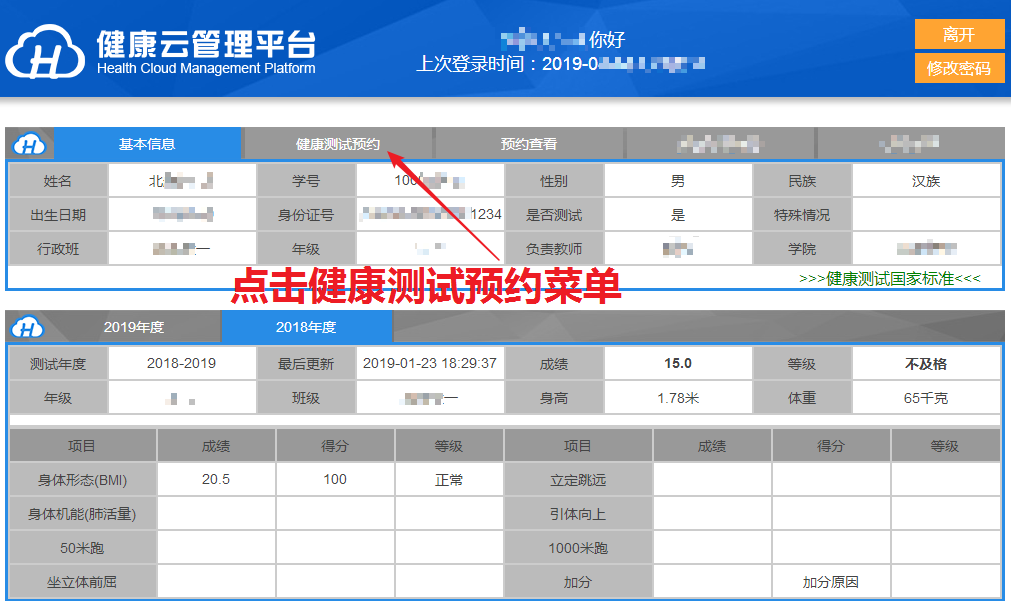 健康云管理平台
Health Cloud Management Platform
你好
上次登录时间：2019-0
离开
修改密码
基本信息 健康测试预约 预约查看
姓名 北 学号 100 性别 男 民族 汉族
出生日期 身份证号 1234 是否测试 是 特殊情况
行政班 一 年级 负责教师 学院
>>>健康测试国家标准<<<
点击健康测试预约菜单
2019年度 2018年度
测试年度 2018-2019 最后更新 2019-01-23 18:29:37 成绩 15.0 等级 不及格
年级 班级 一 身高 1.78米 体重 65千克
项目 成绩 得分 等级 项目 成绩 得分 等级
身体形态(BMI) 20.5 100 正常 立定跳远
身体机能(肺活量) 引体向上
50米跑 1000米跑
坐立体前屈 加分 加分原因